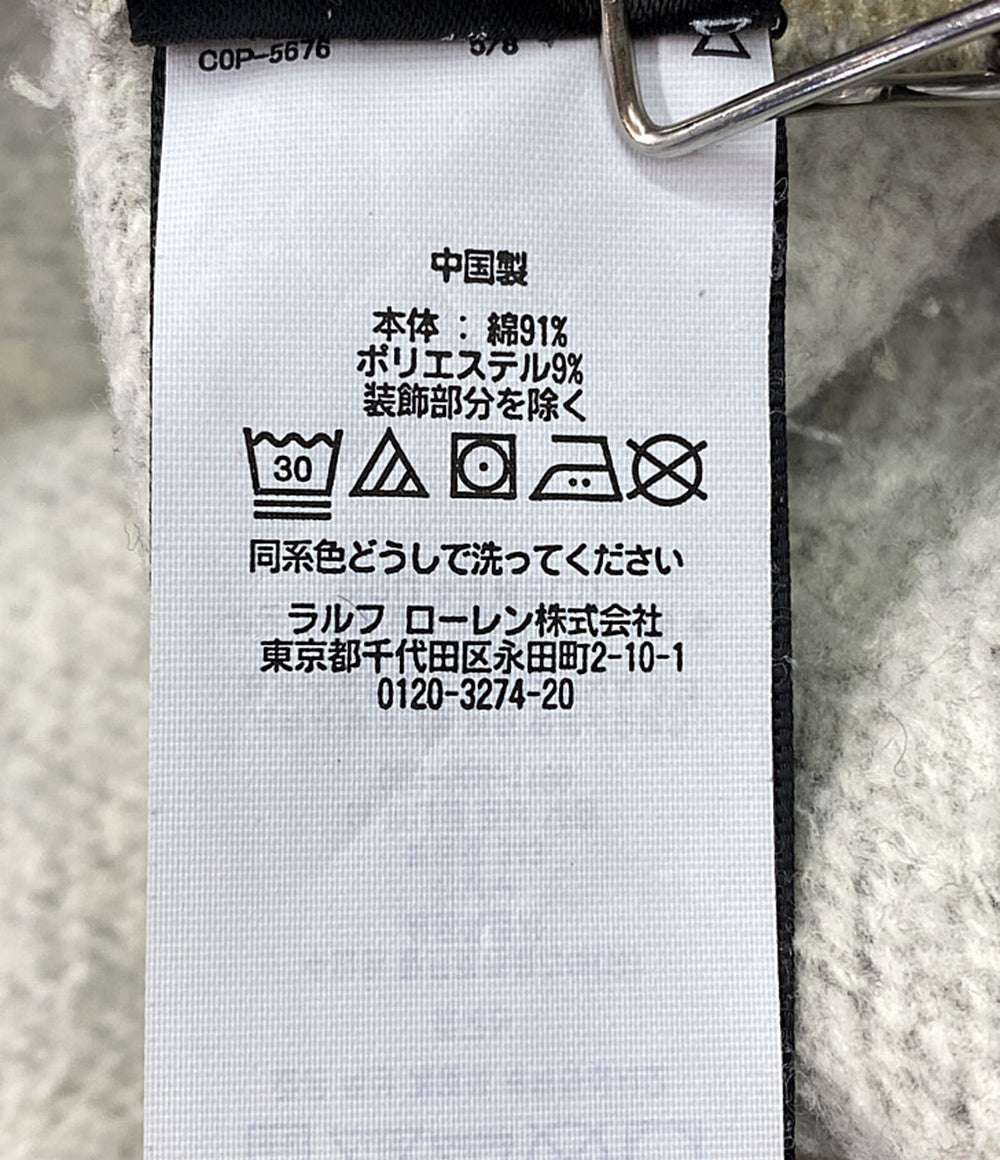 COP-5676 5/8
中国製
本体 : 綿91%
ポリエステル9%
装飾部分を除く
30
同系色どうしで洗ってください
ラルフ ローレン株式会社
東京都千代田区永田町2-10-1
0120-3274-20